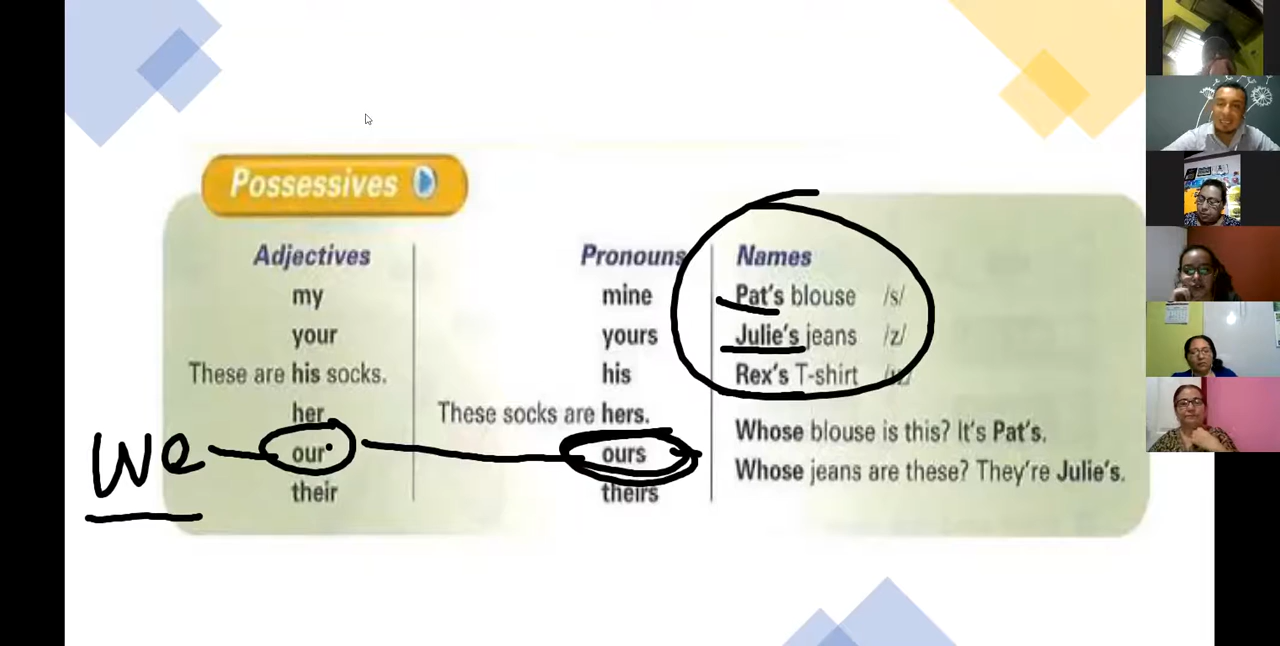 Possessives
Adjectives
my
your
These are his socks.
her
our
their
We
Pronouns
mine
yours
his
These socks are hers.
ours
theirs
Names
Pat's blouse /s/
Julie's jeans /z/
Rex's T-shirt
Whose blouse is this? It's Pat's.
Whose jeans are these? They're Julie's.